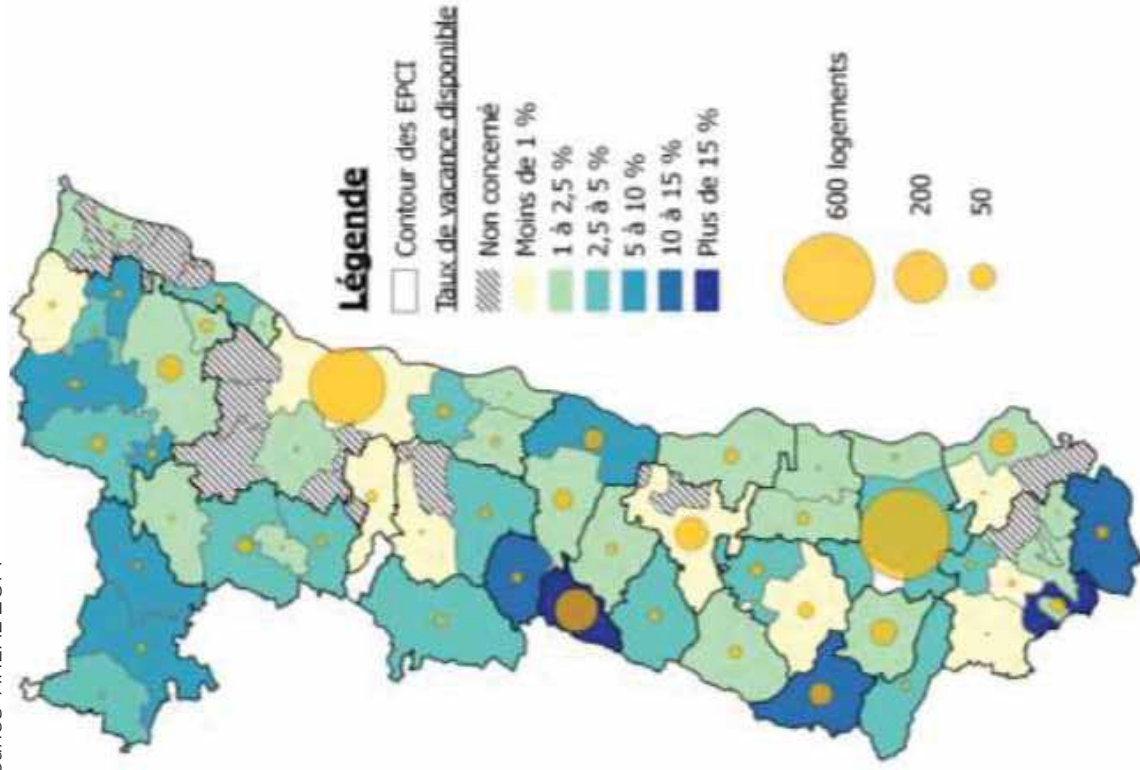 Légende
Contour des EPCI
Taux de vacance disponible
Non concerné
Moins de 1 %
1 à 2,5 %
2,5 à 5 %
5 à 10 %
10 à 15 %
Plus de 15 %
600 logements
200
50